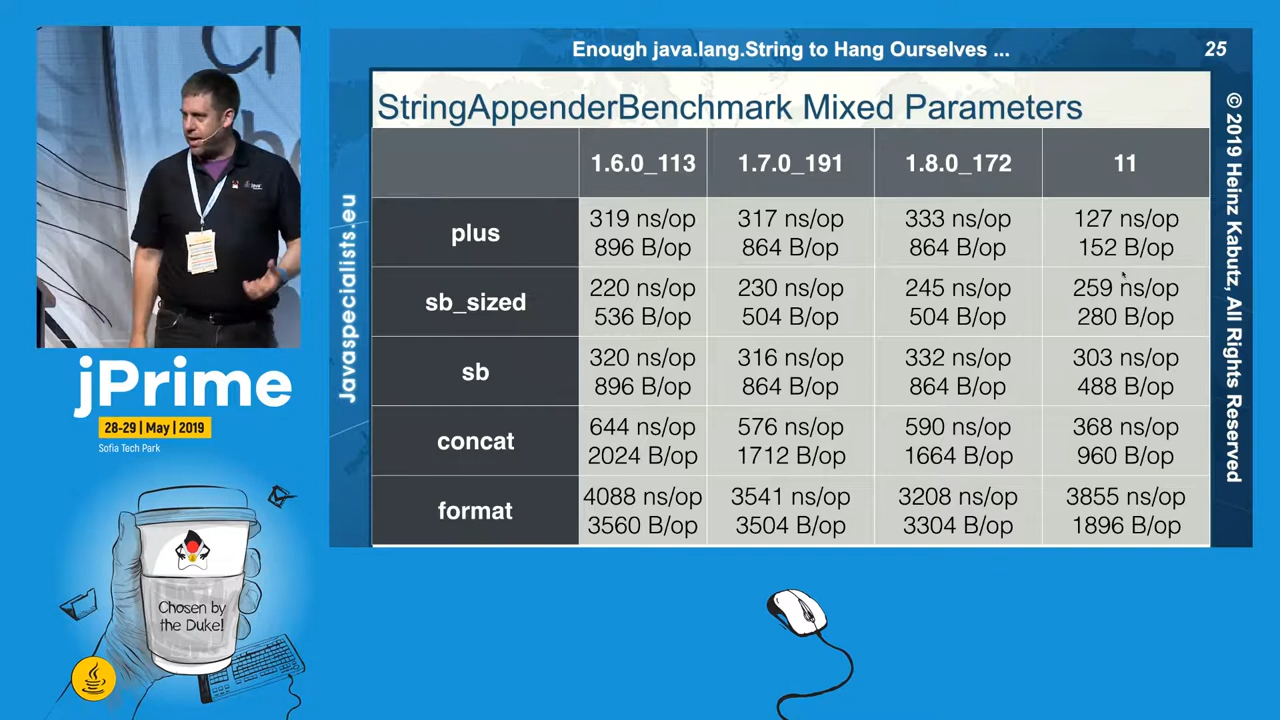 Enough java.lang.String to Hang Ourselves ...
25
StringAppenderBenchmark Mixed Parameters
1.6.0_113 1.7.0_191 1.8.0_172 11
plus
319 ns/op 317 ns/op 333 ns/op 127 ns/op
896 B/op 864 B/op 864 B/op 152 B/op
sb_sized
220 ns/op 230 ns/op 245 ns/op 259 ns/op
536 B/op 504 B/op 504 B/op 280 B/op
sb
320 ns/op 316 ns/op 332 ns/op 303 ns/op
896 B/op 864 B/op 864 B/op 488 B/op
concat
644 ns/op 576 ns/op 590 ns/op 368 ns/op
2024 B/op 1712 B/op 1664 B/op 960 B/op
format
4088 ns/op 3541 ns/op 3208 ns/op 3855 ns/op
3560 B/op 3504 B/op 3304 B/op 1896 B/op
Javaspecialists.eu
© 2019 Heinz Kabutz, All Rights Reserved
jPrime
28-29 | May | 2019
Sofia Tech Park
Chosen by
the Duke!